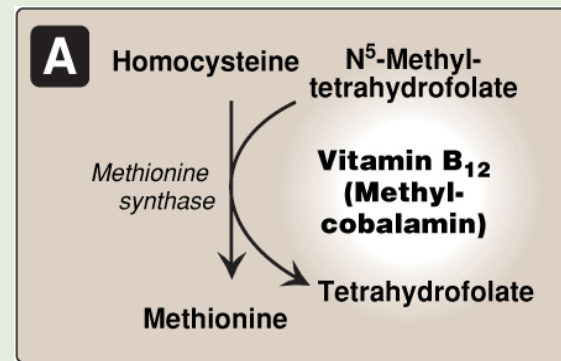 A
Homocysteine
N⁵-Methyl-
tetrahydrofolate
Methionine
synthase
Vitamin B₁₂
(Methyl-
cobalamin)
Tetrahydrofolate
Methionine